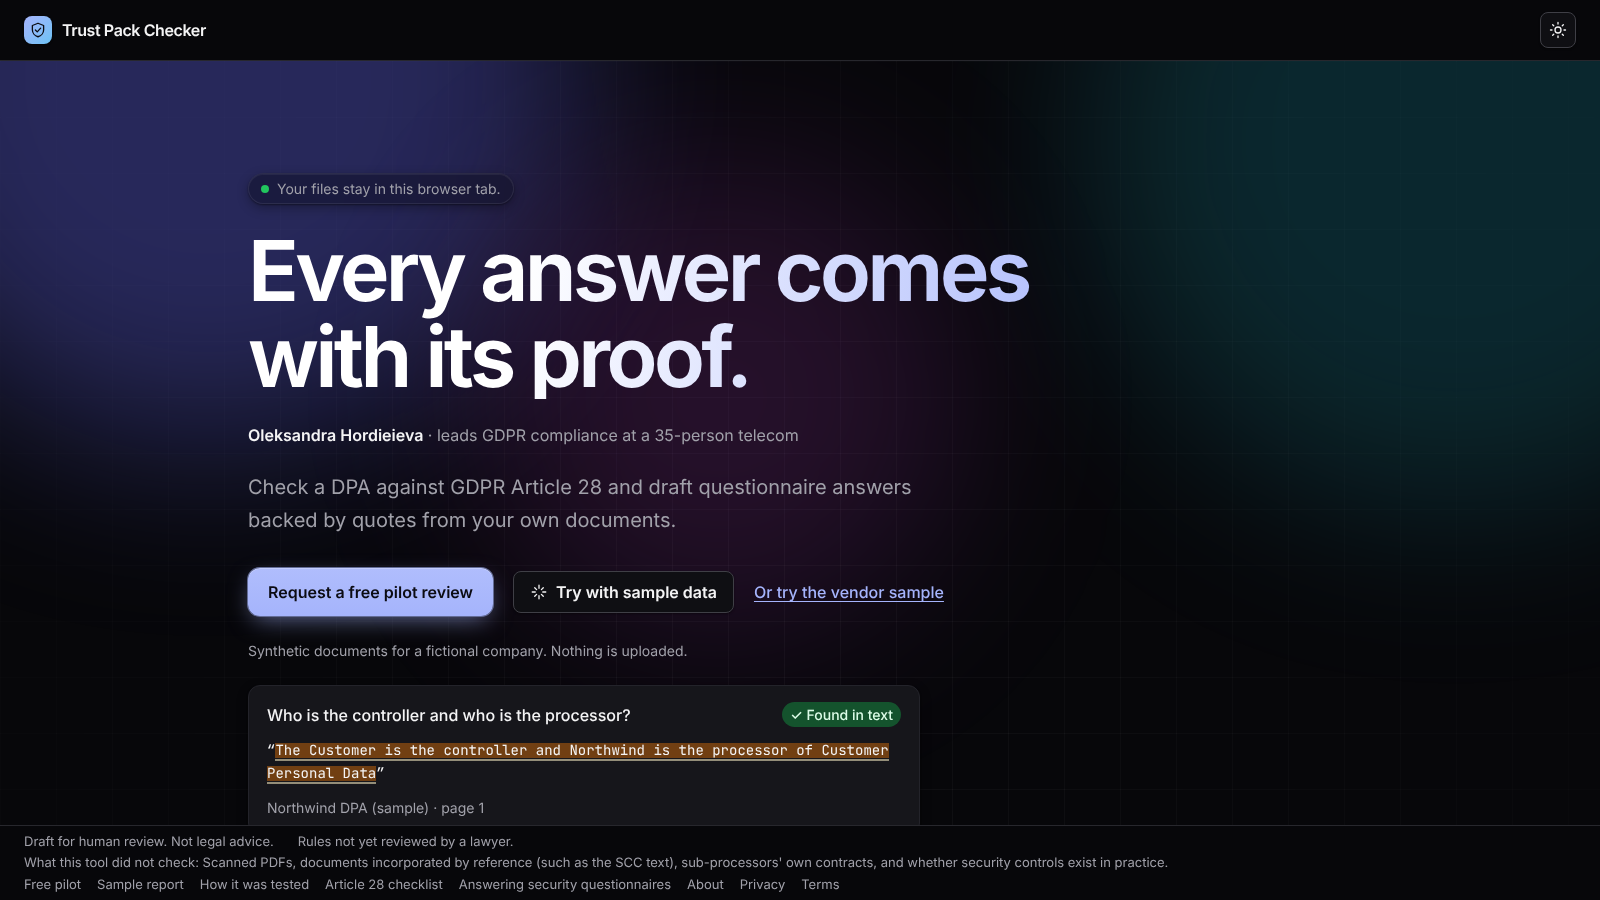 Trust Pack Checker
Your files stay in this browser tab.
Every answer comes
with its proof.
Oleksandra Hordieieva · leads GDPR compliance at a 35-person telecom
Check a DPA against GDPR Article 28 and draft questionnaire answers
backed by quotes from your own documents.
Request a free pilot review
Try with sample data
Or try the vendor sample
Synthetic documents for a fictional company. Nothing is uploaded.
Who is the controller and who is the processor?
✓ Found in text
“The Customer is the controller and Northwind is the processor of Customer
Personal Data”
Northwind DPA (sample) · page 1
Draft for human review. Not legal advice. Rules not yet reviewed by a lawyer.
What this tool did not check: Scanned PDFs, documents incorporated by reference (such as the SCC text), sub-processors' own contracts, and whether security controls exist in practice.
Free pilot Sample report How it was tested Article 28 checklist Answering security questionnaires About Privacy Terms